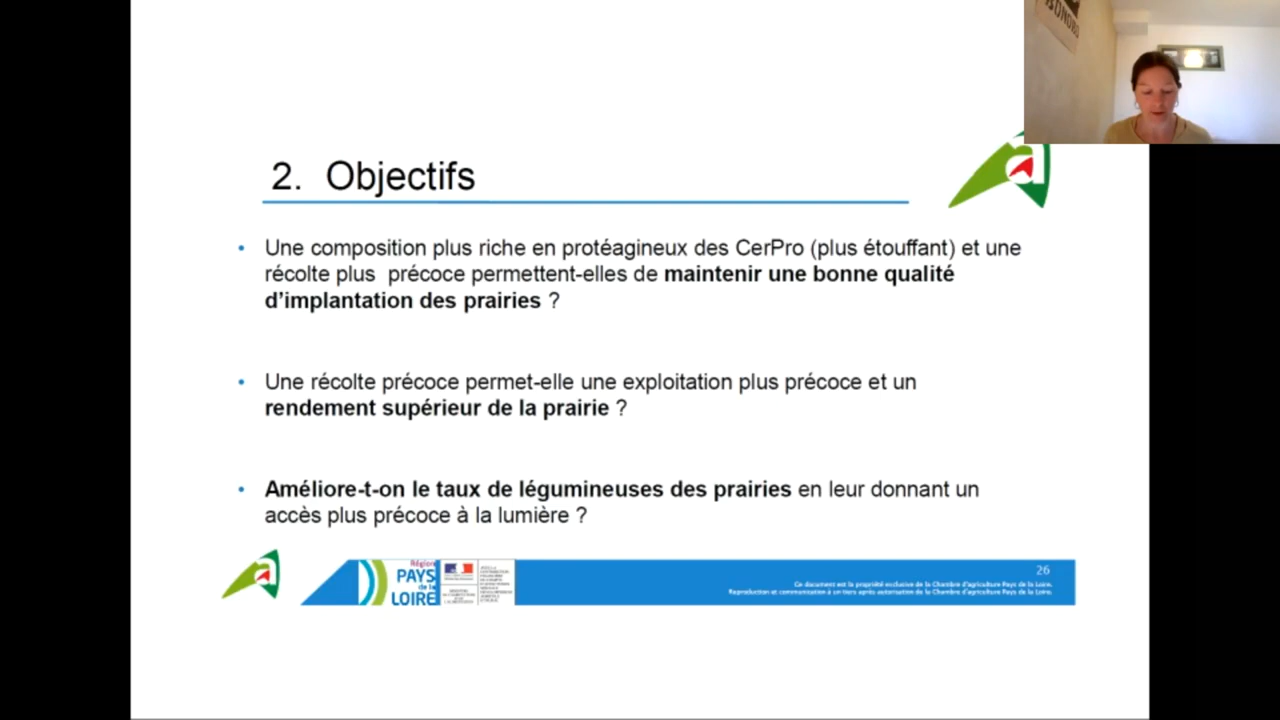 2. Objectifs
• Une composition plus riche en protéagineux des CerPro (plus étouffant) et une
récolte plus précoce permettent-elles de maintenir une bonne qualité
d'implantation des prairies ?
• Une récolte précoce permet-elle une exploitation plus précoce et un
rendement supérieur de la prairie ?
• Améliore-t-on le taux de légumineuses des prairies en leur donnant un
accès plus précoce à la lumière ?
a
a
Région
PAYS
de la
LOIRE
26
Ce document est la propriété exclusive de la Chambre d'agriculture Pays de la Loire.
Reproduction et communication à un tiers après autorisation de la Chambre d'agriculture Pays de la Loire.